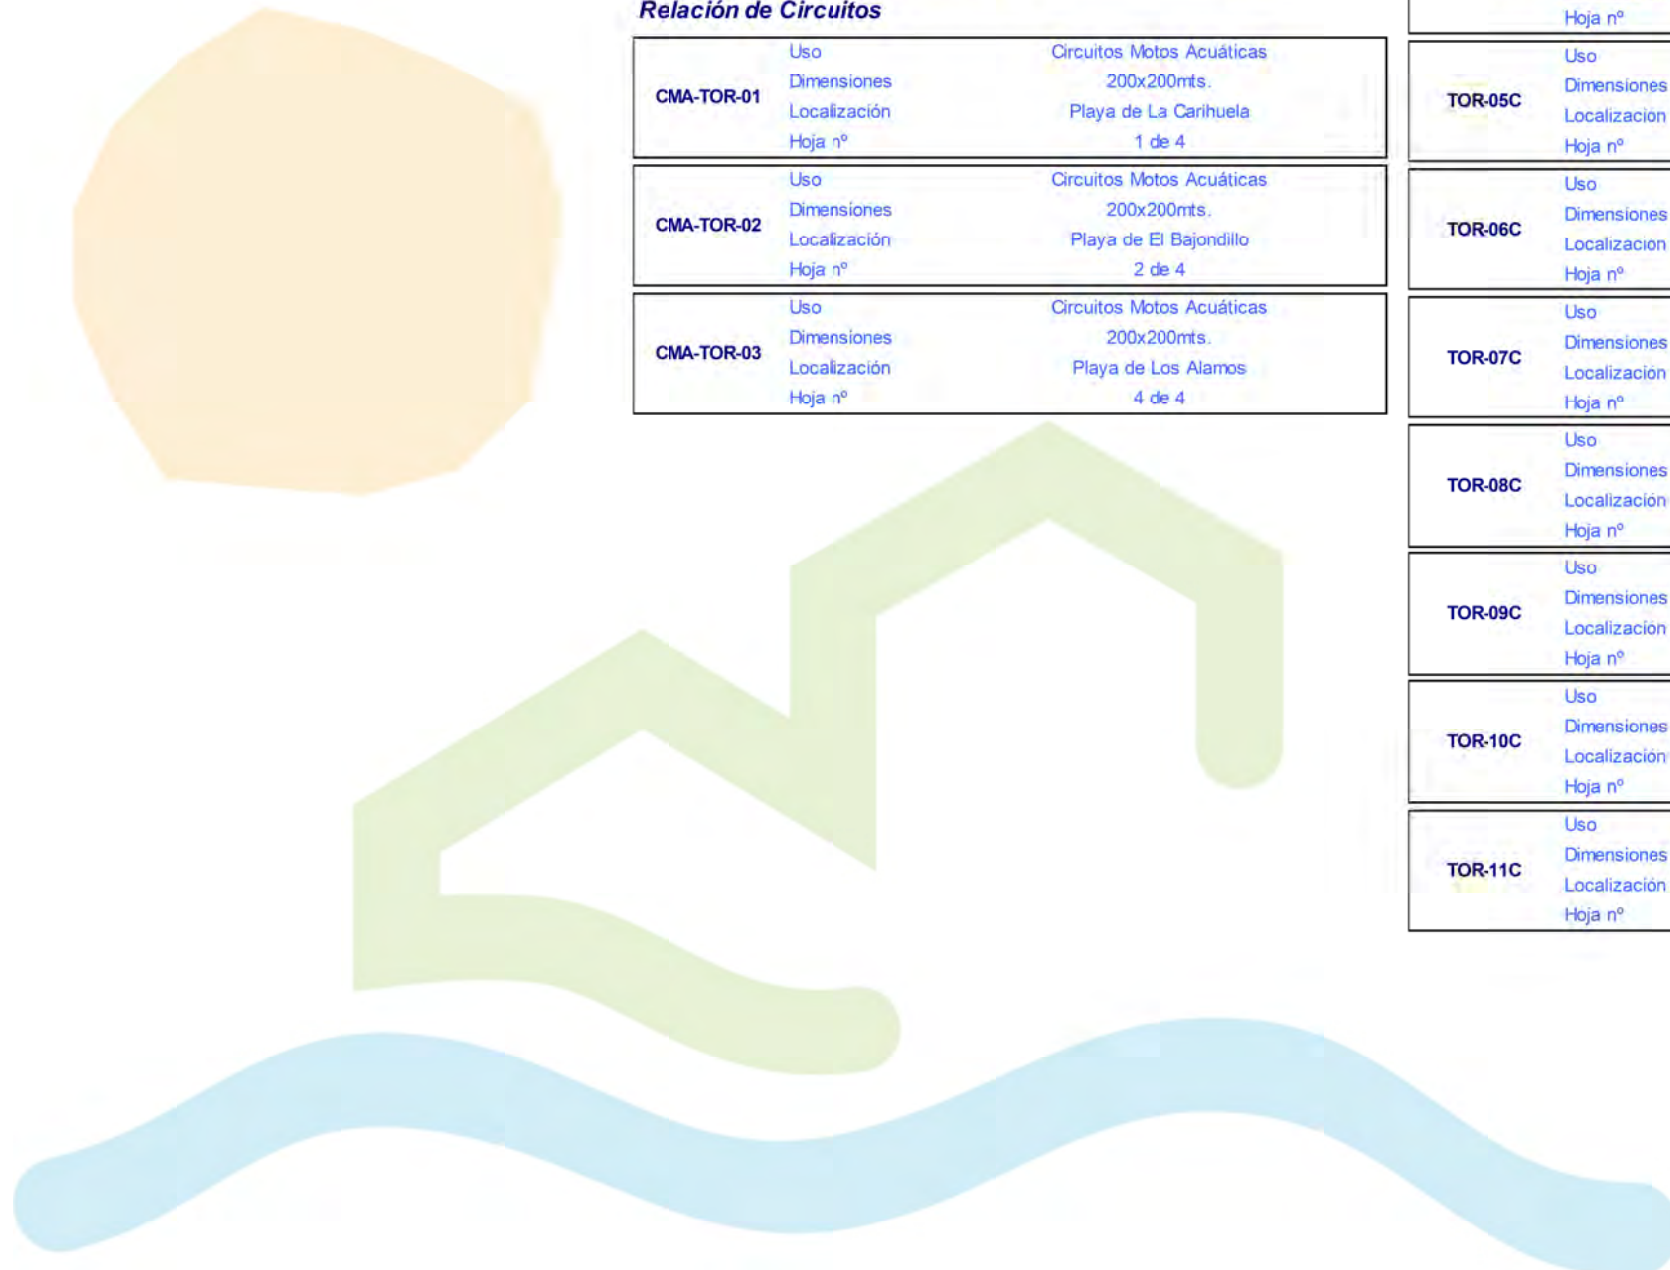 Relación de Circuitos
CMA-TOR-01
Uso Circuitos Motos Acuáticas
Dimensiones 200x200mts.
Localización Playa de La Carihuela
Hoja nº 1 de 4
CMA-TOR-02
Uso Circuitos Motos Acuáticas
Dimensiones 200x200mts.
Localización Playa de El Bajondillo
Hoja nº 2 de 4
CMA-TOR-03
Uso Circuitos Motos Acuáticas
Dimensiones 200x200mts.
Localización Playa de Los Alamos
Hoja nº 4 de 4
Hoja nº
TOR-05C
Uso
Dimensiones
Localización
Hoja nº
TOR-06C
Uso
Dimensiones
Localización
Hoja nº
TOR-07C
Uso
Dimensiones
Localización
Hoja nº
TOR-08C
Uso
Dimensiones
Localización
Hoja nº
TOR-09C
Uso
Dimensiones
Localización
Hoja nº
TOR-10C
Uso
Dimensiones
Localización
Hoja nº
TOR-11C
Uso
Dimensiones
Localización
Hoja nº